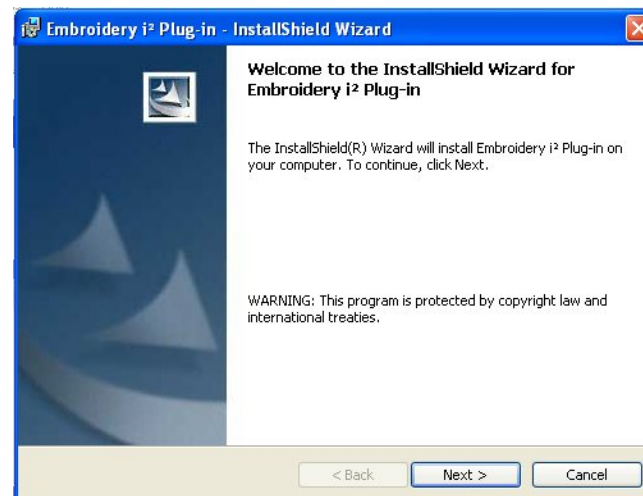 Embroidery i² Plug-in - InstallShield Wizard
Welcome to the InstallShield Wizard for
Embroidery i² Plug-in
The InstallShield(R) Wizard will install Embroidery i² Plug-in on
your computer. To continue, click Next.
WARNING: This program is protected by copyright law and
international treaties.
< Back
Next >
Cancel